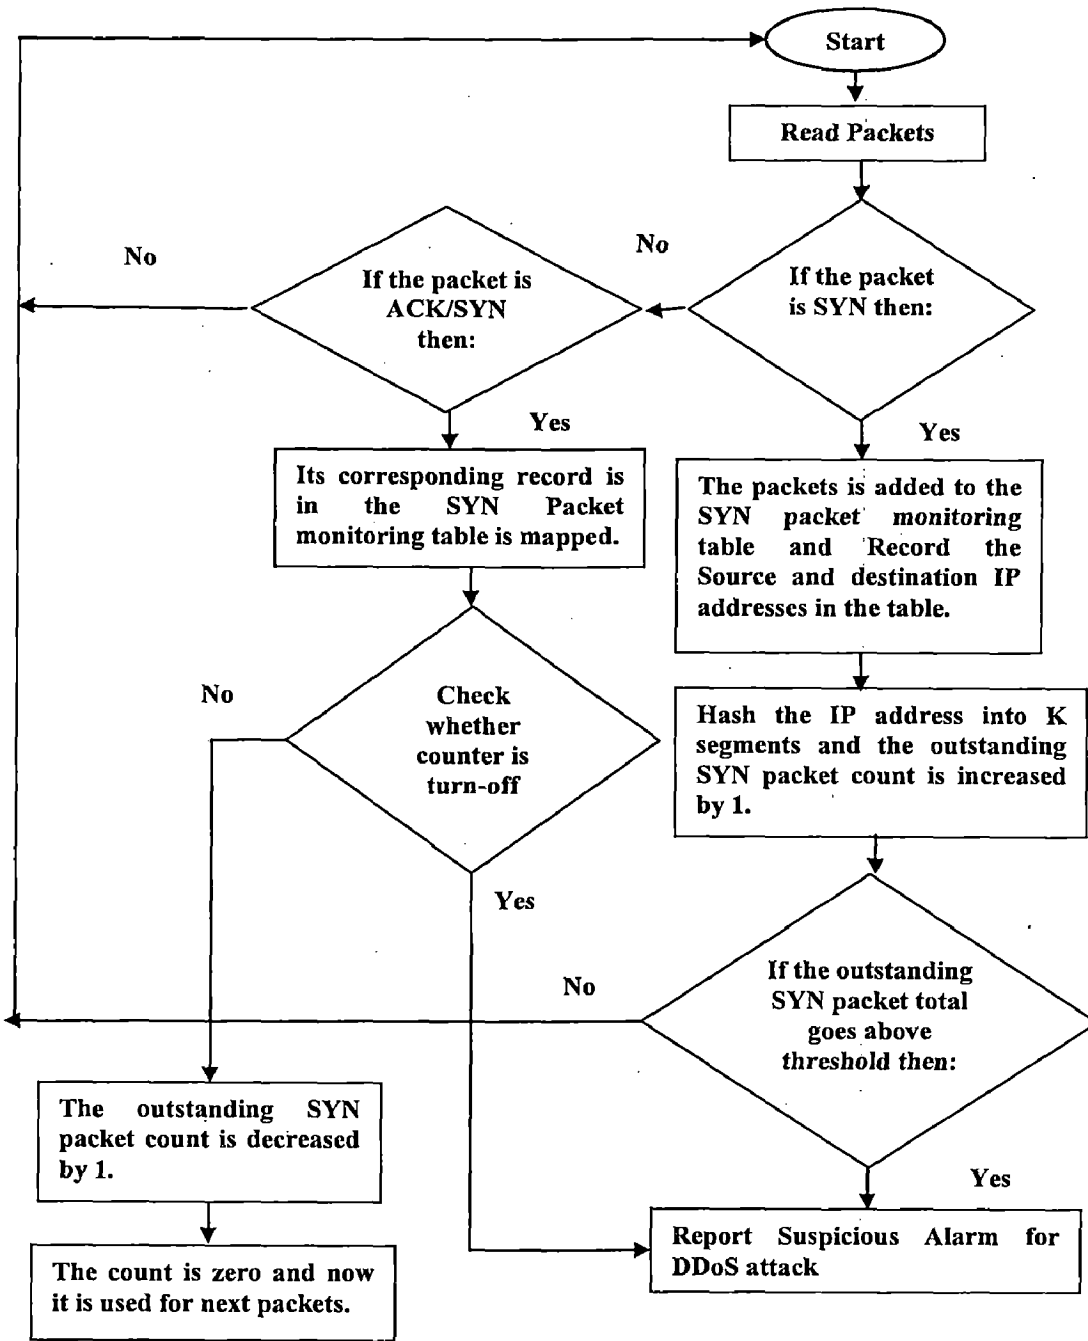 Start
Read Packets
If the packet
is SYN then:
No
If the packet is
ACK/SYN
then:
No
Yes
Its corresponding record is
in the SYN Packet
monitoring table is mapped.
Yes
The packets is added to the
SYN packet monitoring
table and Record the
Source and destination IP
addresses in the table.
Check
whether
counter is
turn-off
No
Hash the IP address into K
segments and the outstanding
SYN packet count is increased
by 1.
Yes
If the outstanding
SYN packet total
goes above
threshold then:
No
The outstanding SYN
packet count is decreased
by 1.
Yes
Report Suspicious Alarm for
DDoS attack
The count is zero and now
it is used for next packets.